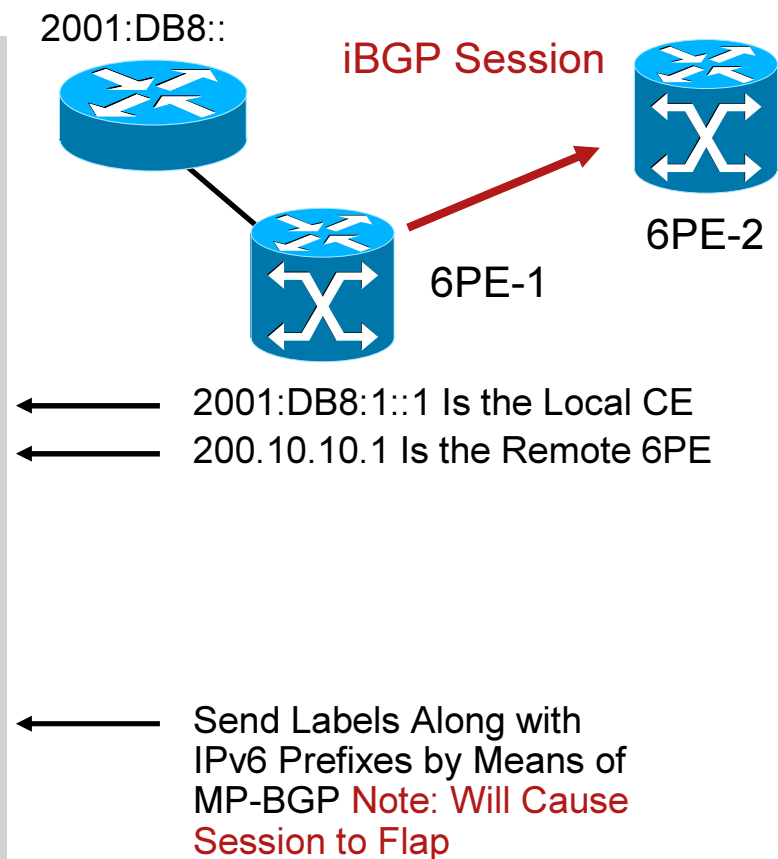 2001:DB8::
iBGP Session
6PE-2
6PE-1
2001:DB8:1::1 Is the Local CE
200.10.10.1 Is the Remote 6PE
Send Labels Along with
IPv6 Prefixes by Means of
MP-BGP Note: Will Cause
Session to Flap